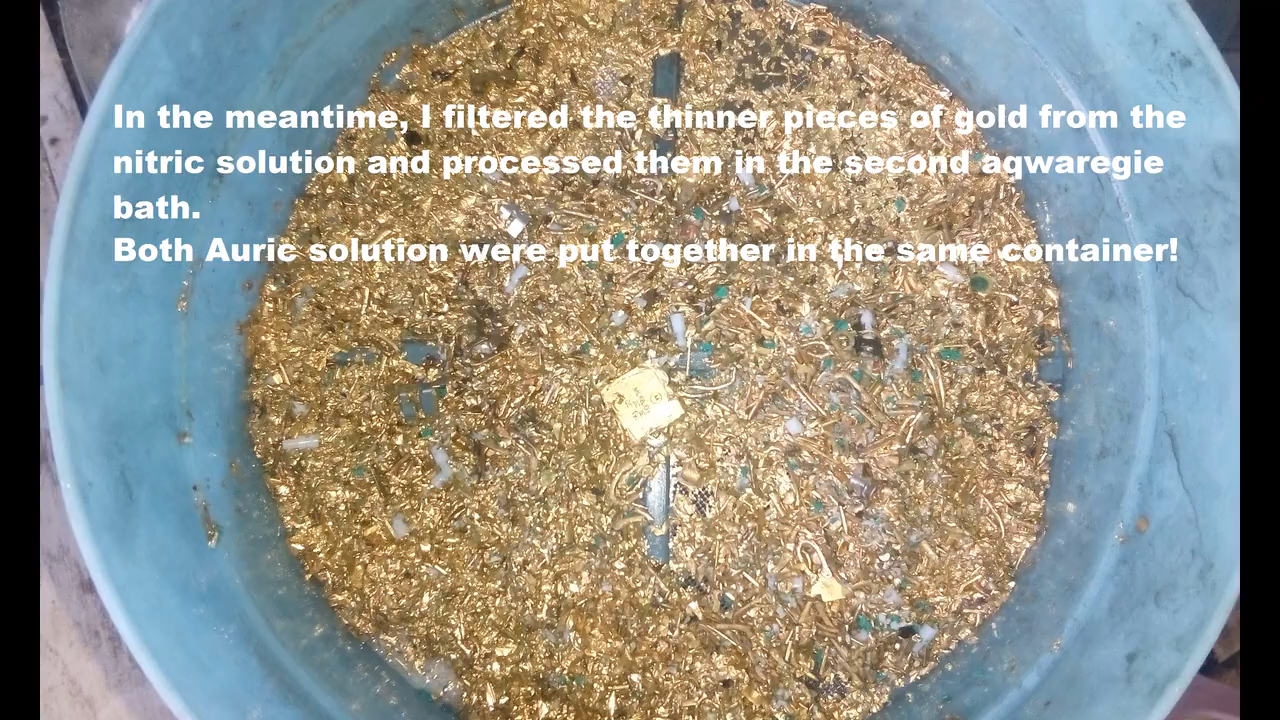 In the meantime, I filtered the thinner pieces of gold from the
nitric solution and processed them in the second aqwaregie
bath.
Both Auric solution were put together in the same container!